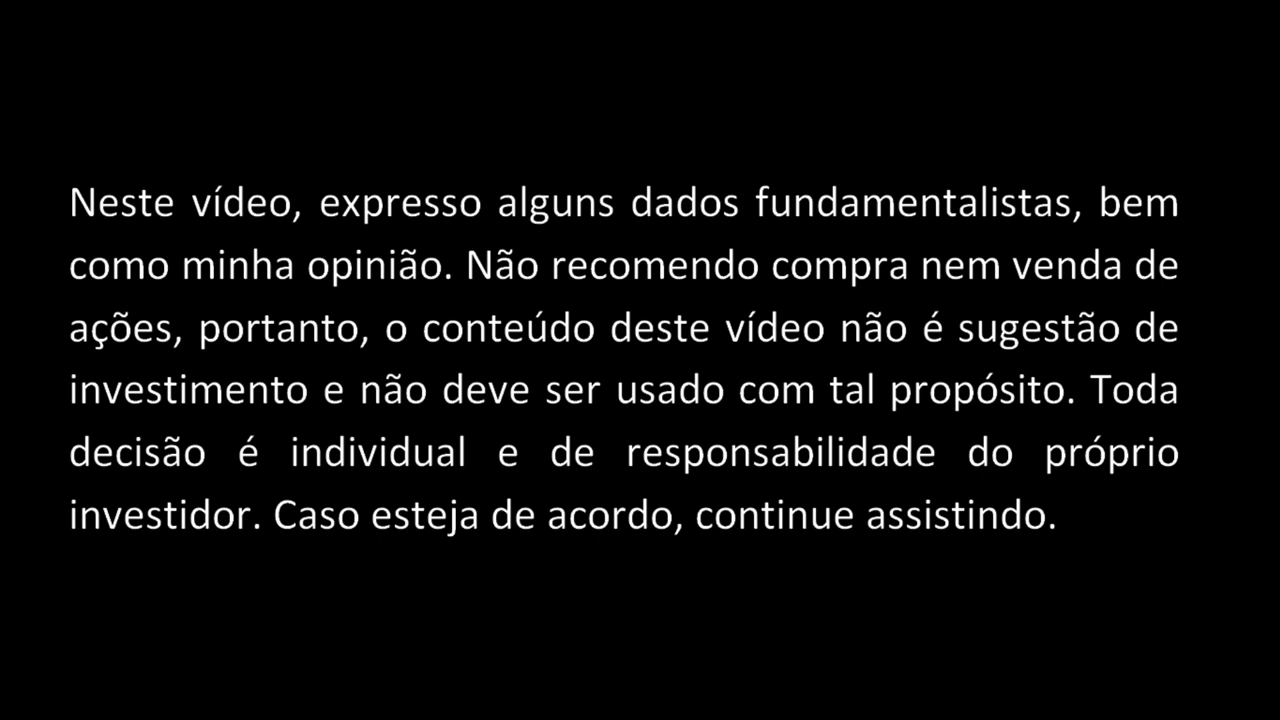 Neste vídeo, expresso alguns dados fundamentalistas, bem
como minha opinião. Não recomendo compra nem venda de
ações, portanto, o conteúdo deste vídeo não é sugestão de
investimento e não deve ser usado com tal propósito. Toda
decisão é individual e de responsabilidade do próprio
investidor. Caso esteja de acordo, continue assistindo.